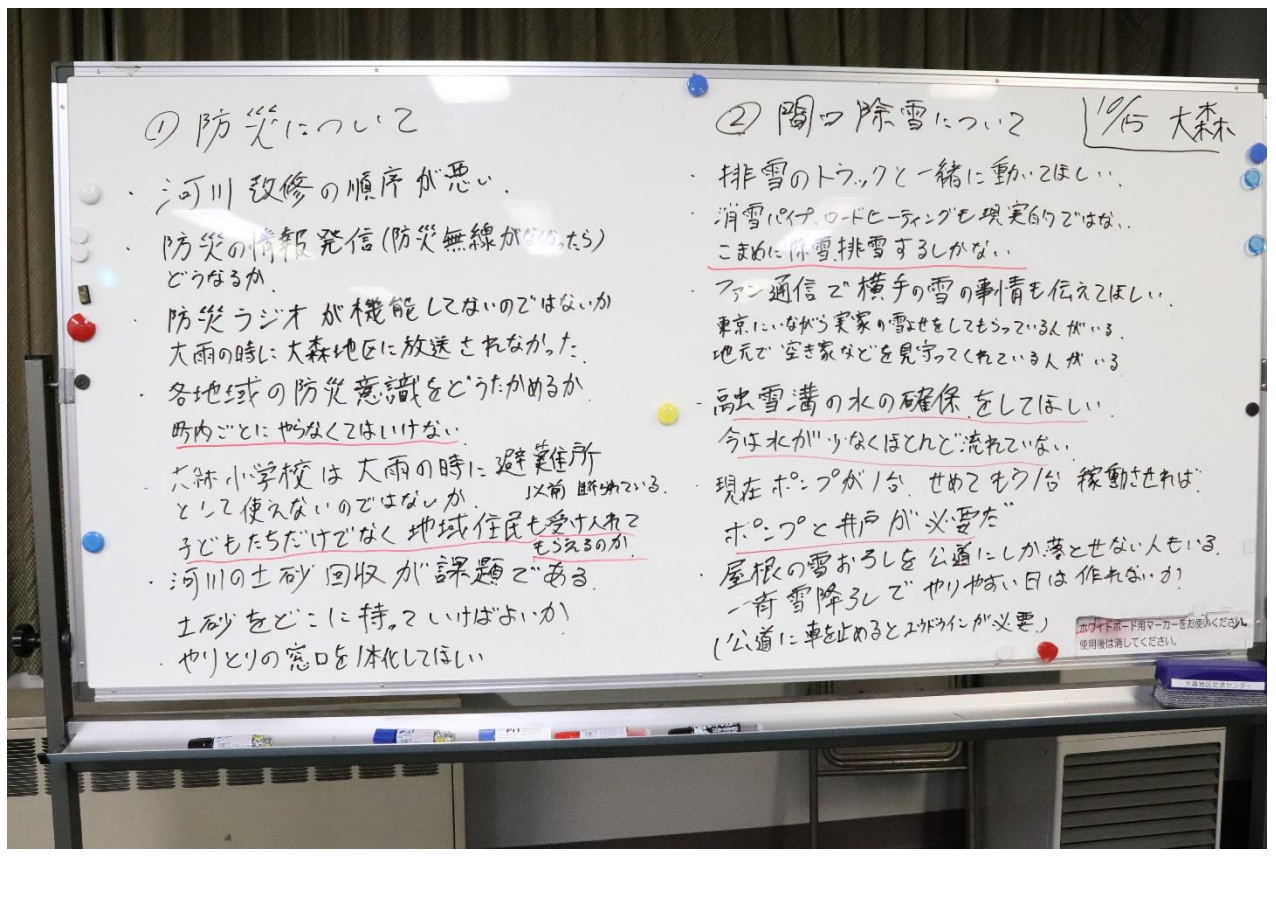 ① 防災について
・河川改修の順序が悪い.
・防災の情報発信(防災無線がなくなったら)
どうなるか.
・防災ラジオが機能してないのではないか
大雨の時に大森地区に放送されなかった.
・各地域の防災意識をどうたかめるか
町内ごとにやらなくてはいけない.
・大森小学校は大雨の時に避難所
として使えないのではないか
以前断られている.
子どもたちだけでなく地域住民も受け入れて
もらえるのか.
・河川の土砂回収が課題である.
土砂をどこに持っていけばよいか
・やりとりの窓口を1本化してほしい
② 間口除雪について
10/15 大森
・排雪のトラックと一緒に動いてほしい.
・消雪パイプ、ロードヒーティングも現実的ではない.
こまめに除雪.排雪するしかない
・ファン通信で横手の雪の事情も伝えてほしい.
東京にいながら実家の雪よせをしてもらっている人がいる.
地元で空き家などを見守ってくれている人がいる
・融雪溝の水の確保をしてほしい.
今は水が少なくほとんど流れていない.
・現在ポンプが1台.せめてもう1台稼動させれば.
ポンプと井戸が必要だ
・屋根の雪おろしを公道にしか落とせない人もいる.
一斉雪降ろしでやりやすい日は作れないか
(公道に車を止めるとユウドウインが必要)
ホワイトボード用マーカーをお使いください。
使用後は消してください。
大森地区交流センター